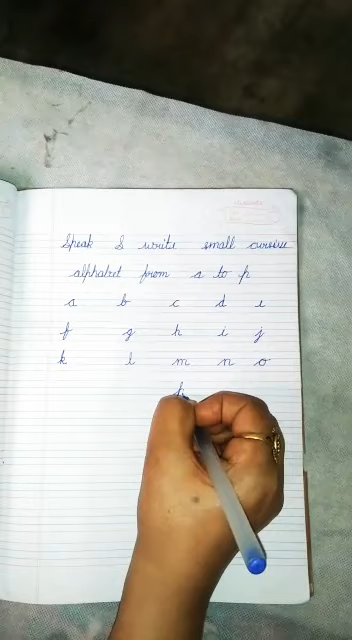 Speak & write small cursive
alphabet from a to p
a b c d e
f g h i j
k l m n o
p